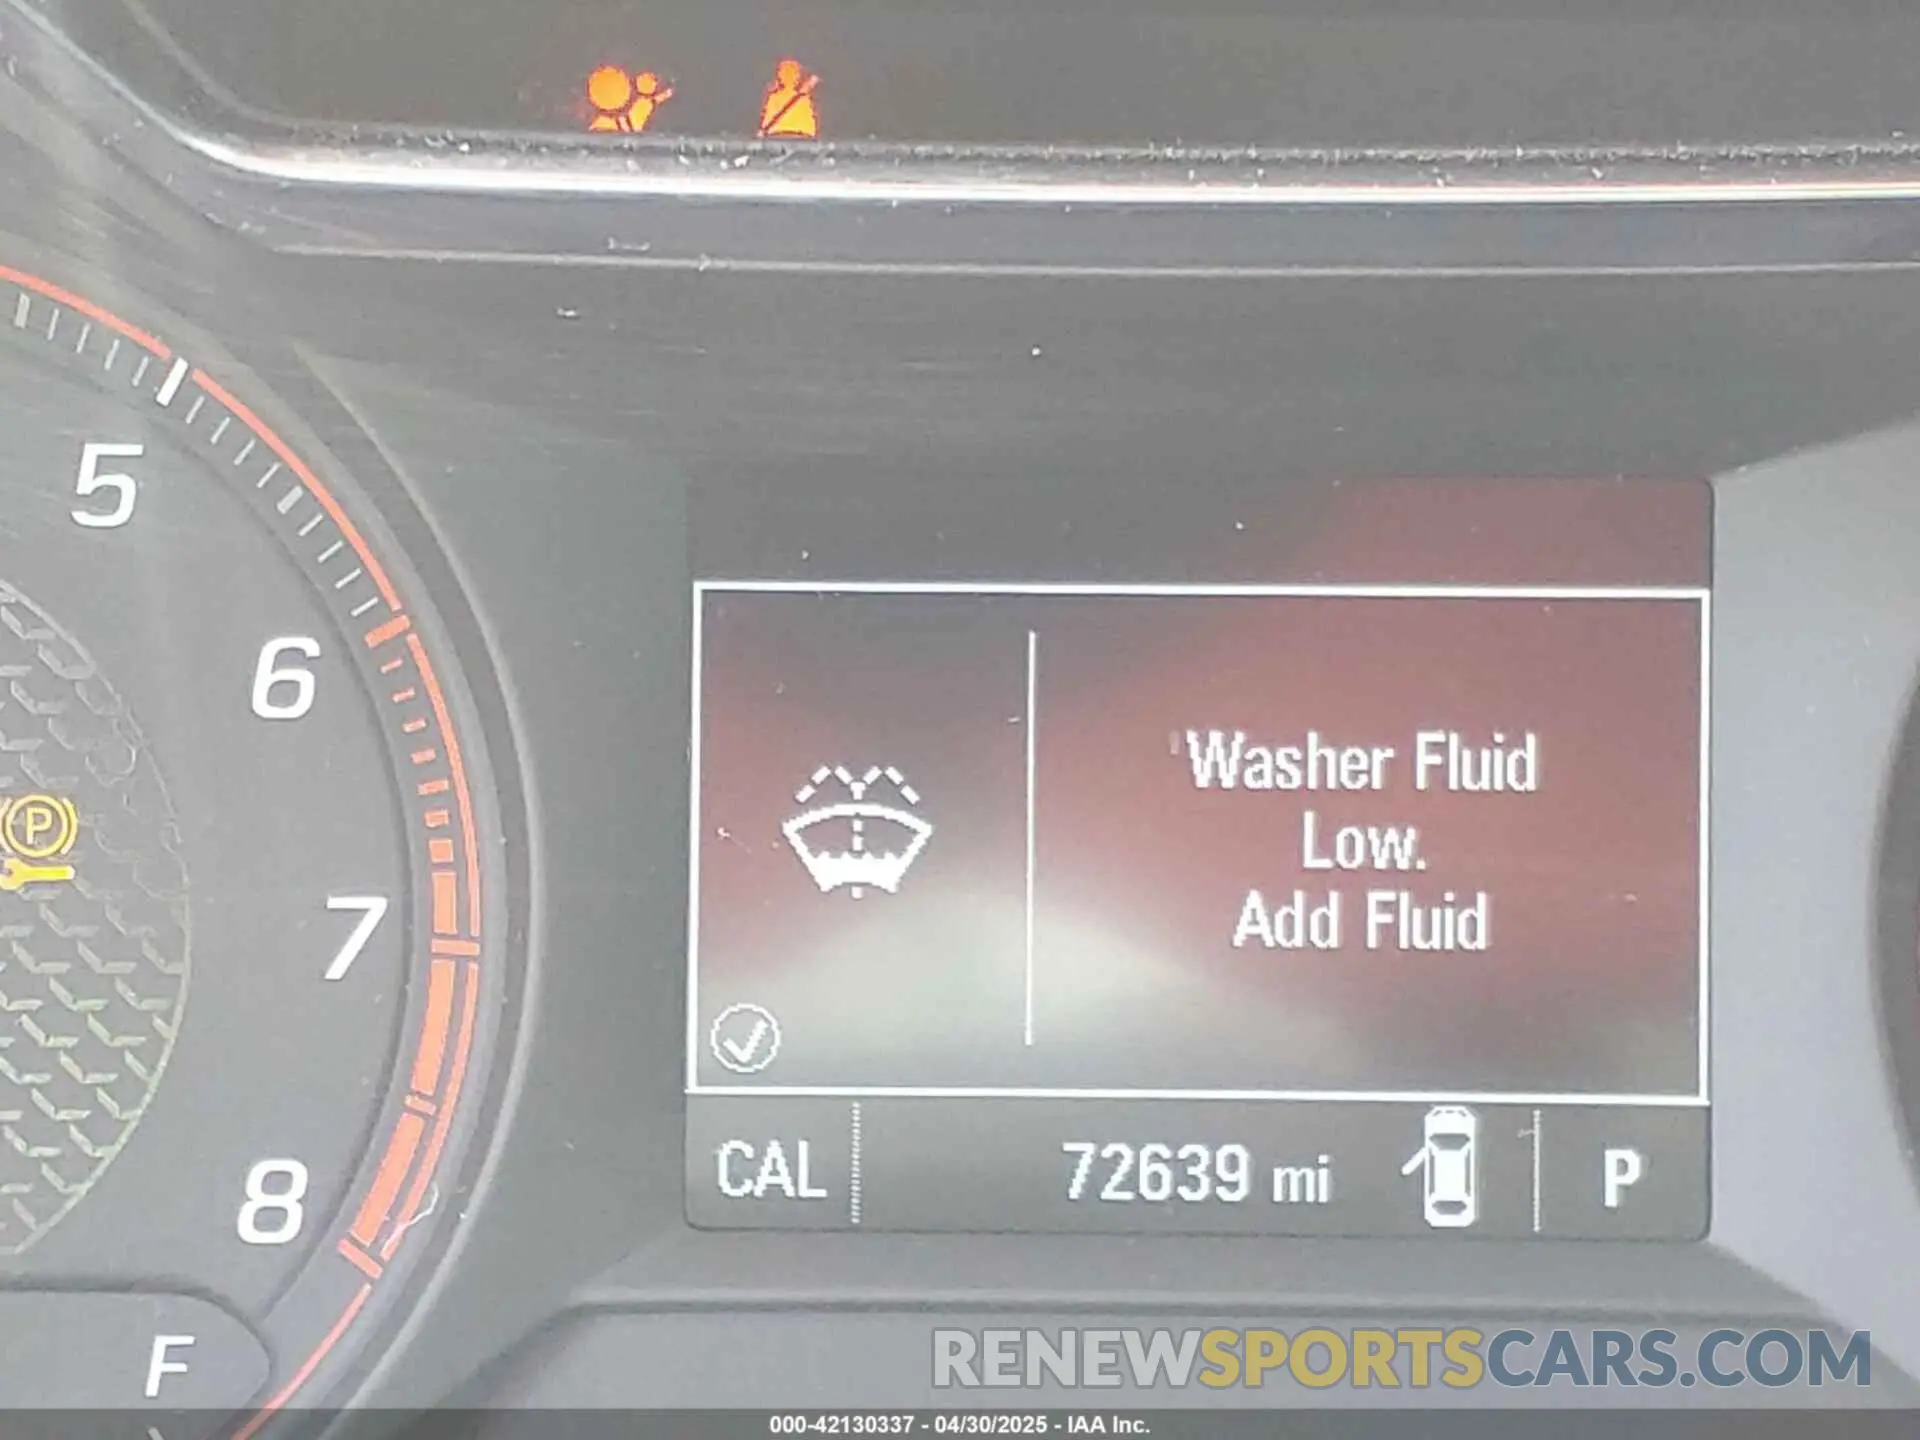 5
6
7
8
F
P
Washer Fluid
Low.
Add Fluid
CAL
72639 mi
P
RENEWSPORTSCARS.COM
000-42130337 - 04/30/2025 - IAA Inc.